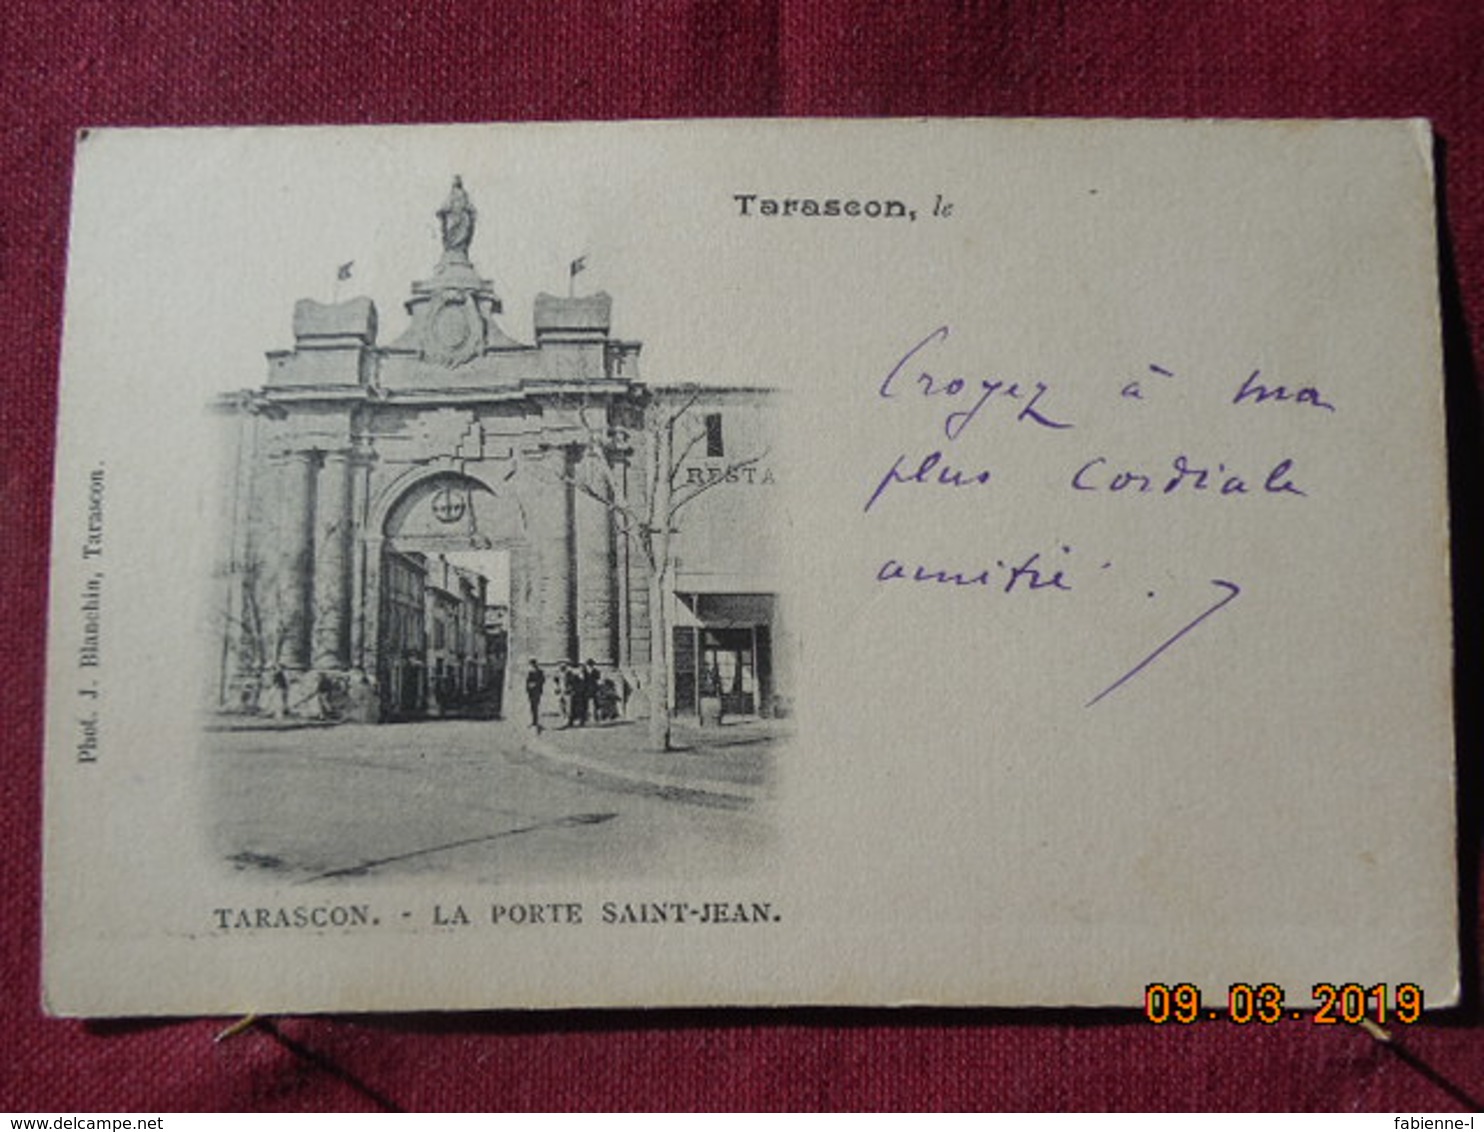 Tarascon, le
Croyez à ma
plus cordiale
amitié.
RESTA
Phot. J. Blanchin, Tarascon.
TARASCON. - LA PORTE SAINT-JEAN.
09.03.2019
www.delcampe.net
fabienne-l